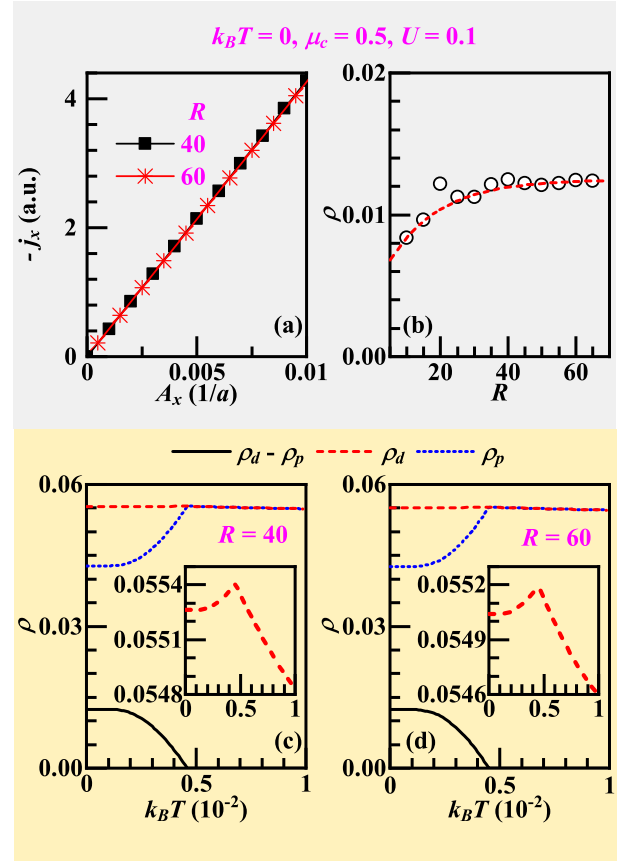 k_BT = 0, μ_c = 0.5, U = 0.1
- j_x (a.u.)
4
2
0
R
40
60
(a)
0 0.005 0.01
A_x (1/a)
ρ
0.02
0.01
0.00
(b)
20 40 60
R
ρ_d - ρ_p ρ_d ρ_p
ρ
0.06
0.03
0.00
R = 40
0.0554
0.0551
0.0548
0 0.5 1
(c)
0 0.5 1
k_BT (10⁻²)
ρ
0.06
0.03
0.00
R = 60
0.0552
0.0549
0.0546
0 0.5 1
(d)
0 0.5 1
k_BT (10⁻²)